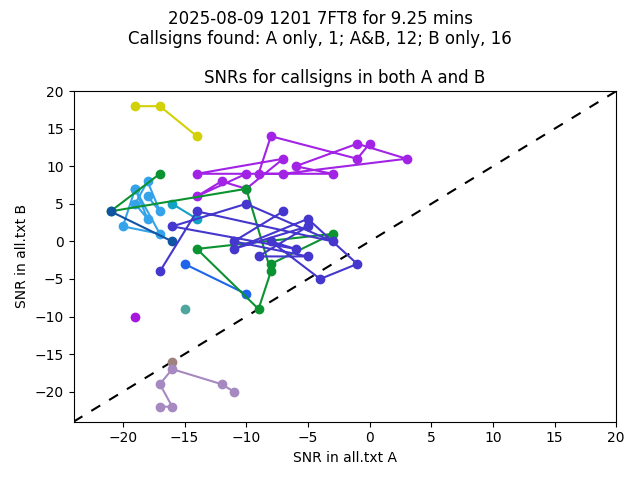 2025-08-09 1201 7FT8 for 9.25 mins
Callsigns found: A only, 1; A&B, 12; B only, 16
SNRs for callsigns in both A and B
20
15
10
5
0
−5
−10
−15
−20
SNR in all.txt B
−20 −15 −10 −5 0 5 10 15 20
SNR in all.txt A